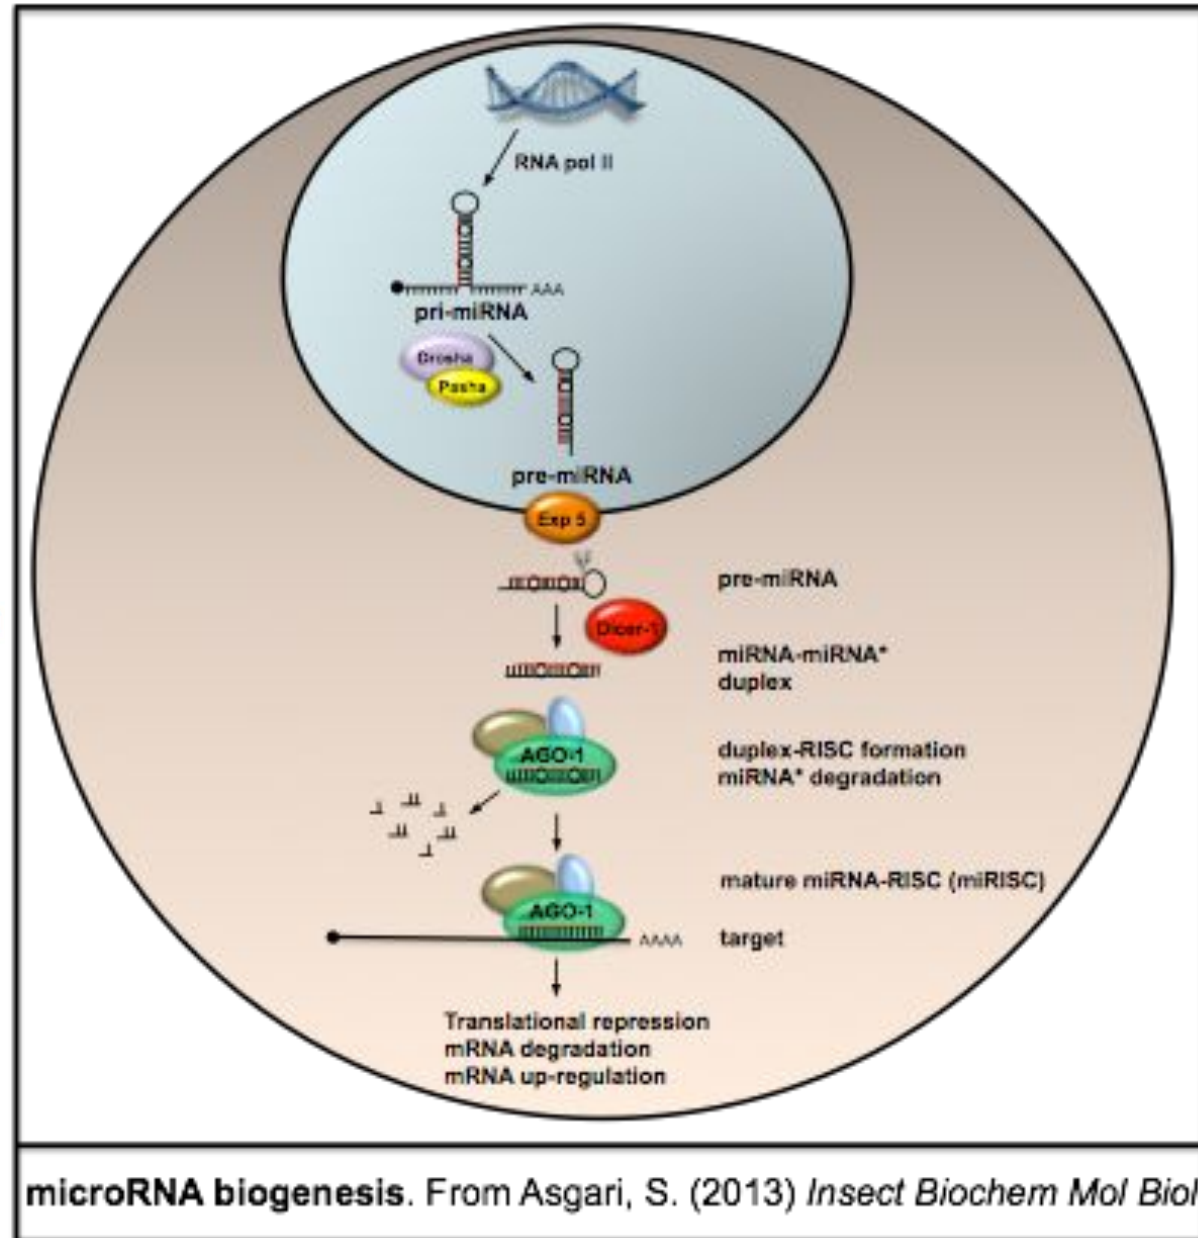 RNA pol II
AAA
pri-miRNA
Drosha
Pasha
pre-miRNA
Exp 5
pre-miRNA
Dicer-1
miRNA-miRNA*
duplex
AGO-1
duplex-RISC formation
miRNA* degradation
mature miRNA-RISC (miRISC)
AGO-1
AAAA
target
Translational repression
mRNA degradation
mRNA up-regulation
microRNA biogenesis. From Asgari, S. (2013) Insect Biochem Mol Biol